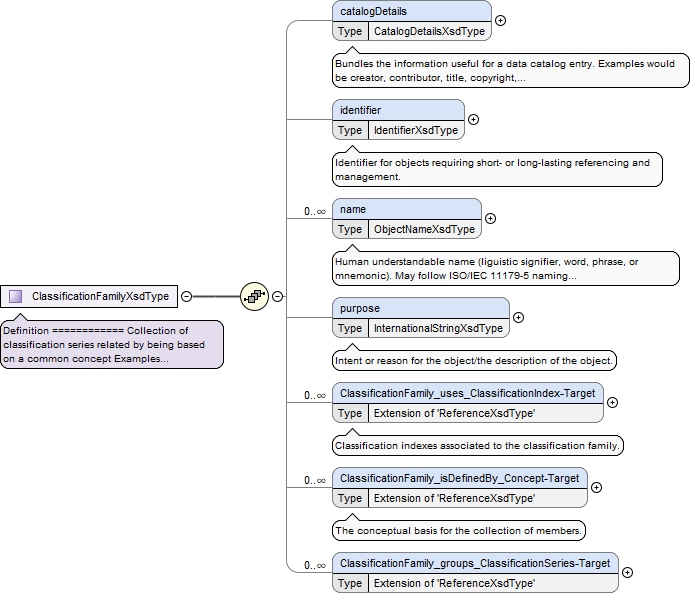 catalogDetails
Type CatalogDetailsXsdType
Bundles the information useful for a data catalog entry. Examples would
be creator, contributor, title, copyright,...
identifier
Type IdentifierXsdType
Identifier for objects requiring short- or long-lasting referencing and
management.
0..∞
name
Type ObjectNameXsdType
Human understandable name (liguistic signifier, word, phrase, or
mnemonic). May follow ISO/IEC 11179-5 naming...
ClassificationFamilyXsdType
Definition ============ Collection of
classification series related by being based
on a common concept Examples...
purpose
Type InternationalStringXsdType
Intent or reason for the object/the description of the object.
0..∞
ClassificationFamily_uses_ClassificationIndex-Target
Type Extension of 'ReferenceXsdType'
Classification indexes associated to the classification family.
0..∞
ClassificationFamily_isDefinedBy_Concept-Target
Type Extension of 'ReferenceXsdType'
The conceptual basis for the collection of members.
0..∞
ClassificationFamily_groups_ClassificationSeries-Target
Type Extension of 'ReferenceXsdType'